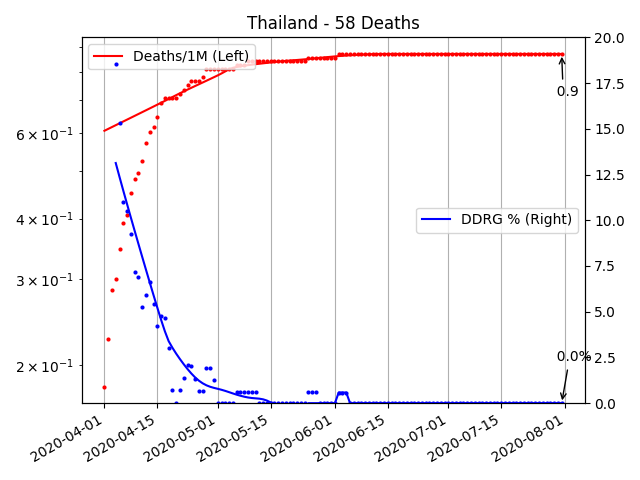 Thailand - 58 Deaths
Deaths/1M (Left)
DDRG % (Right)
0.9
0.0%
6 × 10⁻¹
4 × 10⁻¹
3 × 10⁻¹
2 × 10⁻¹
20.0
17.5
15.0
12.5
10.0
7.5
5.0
2.5
0.0
2020-04-01
2020-04-15
2020-05-01
2020-05-15
2020-06-01
2020-06-15
2020-07-01
2020-07-15
2020-08-01